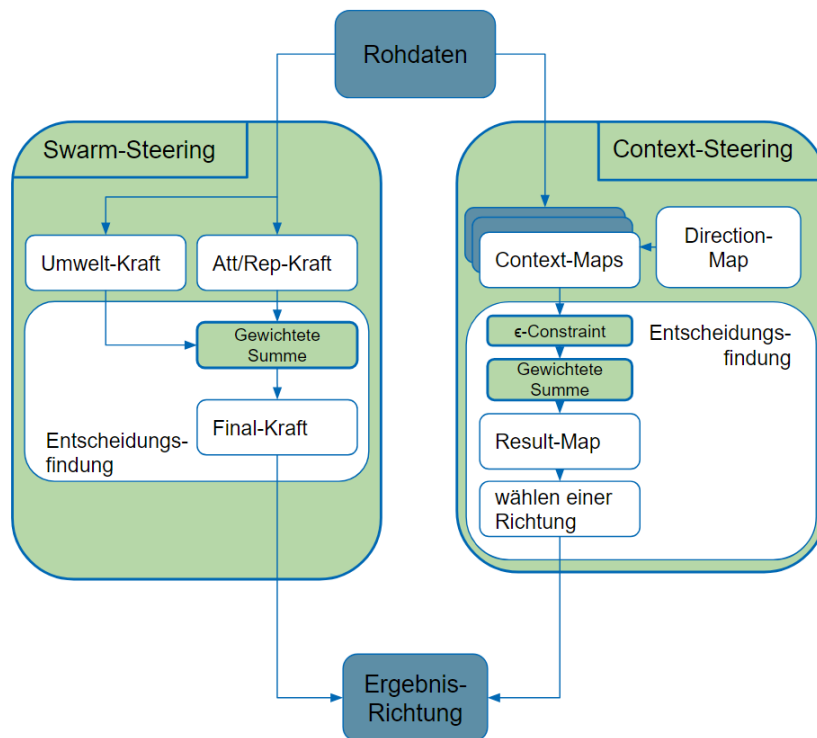 Rohdaten
Swarm-Steering
Umwelt-Kraft
Att/Rep-Kraft
Gewichtete
Summe
Final-Kraft
Entscheidungs-
findung
Context-Steering
Context-Maps
Direction-
Map
ϵ-Constraint
Entscheidungs-
findung
Gewichtete
Summe
Result-Map
wählen einer
Richtung
Ergebnis-
Richtung